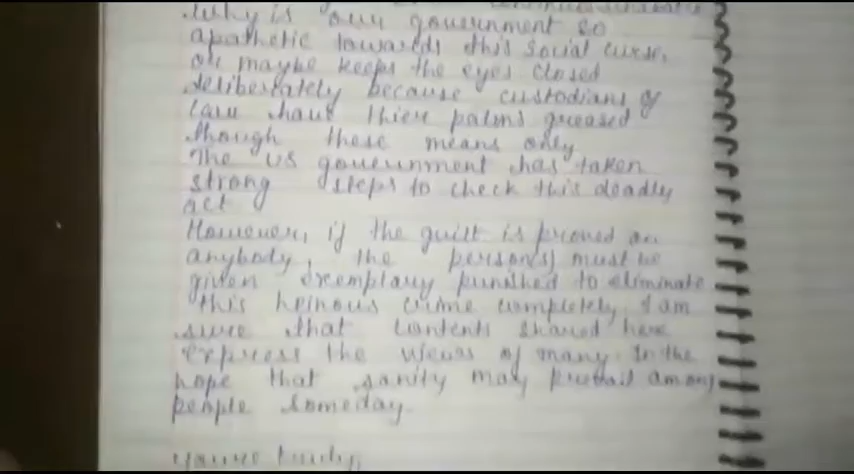 Why is our government so
apathetic towards this social curse,
or maybe keeps the eyes closed
deliberately because custodians of
law have thier palms greased
though these means only
The US government has taken
strong steps to check this deadly
act
However, if the guilt is proved on
anybody, the person(s) must be
given exemplary punished to eliminate
this heinous crime completely. I am
sure that contents shared here
express the views of many. In the
hope that sanity may prevail among
people someday.